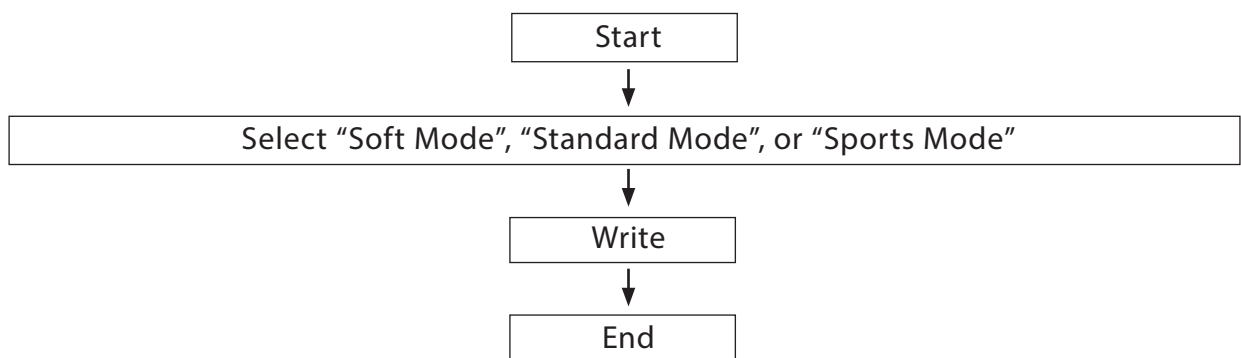 Start
Select “Soft Mode”, “Standard Mode”, or “Sports Mode”
Write
End